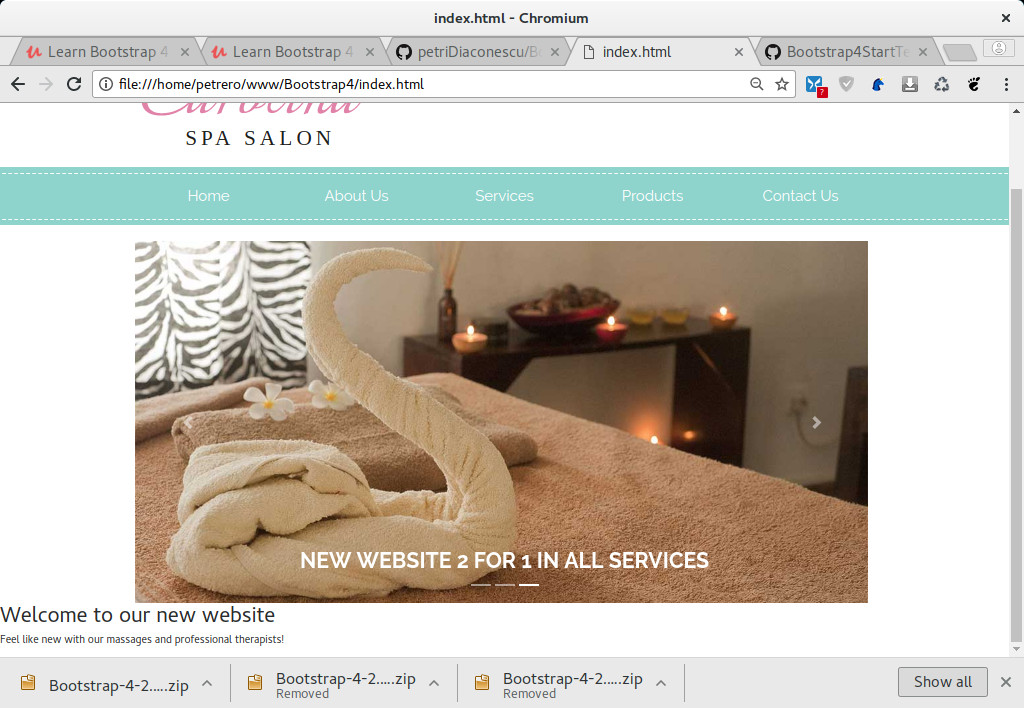 index.html - Chromium
Learn Bootstrap 4
Learn Bootstrap 4
petriDiaconescu/B
index.html
Bootstrap4StartTe
file:///home/petrero/www/Bootstrap4/index.html
SPA SALON
Home About Us Services Products Contact Us
NEW WEBSITE 2 FOR 1 IN ALL SERVICES
Welcome to our new website
Feel like new with our massages and professional therapists!
Bootstrap-4-2.....zip
Bootstrap-4-2.....zip
Removed
Bootstrap-4-2.....zip
Removed
Show all